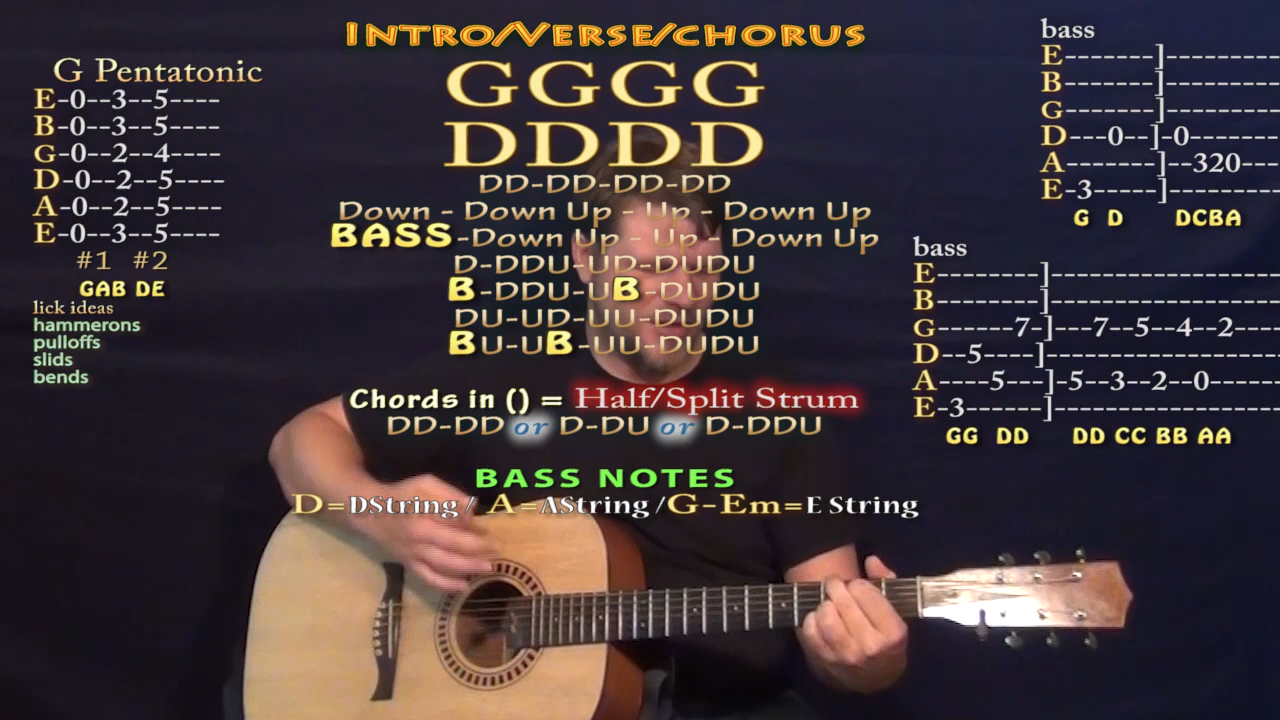 Intro/Verse/chorus
GGGG
DDDD
DD-DD-DD-DD
Down - Down Up - Up - Down Up
BASS-Down Up - Up - Down Up
D-DDU-UD-DUDU
B-DDU-UB-DUDU
DU-UD-UU-DUDU
BU-UB-UU-DUDU
Chords in () = Half/Split Strum
DD-DD or D-DU or D-DDU
BASS NOTES
D=DString / A=AString /G-Em=E String
G Pentatonic
E-0--3--5----
B-0--3--5----
G-0--2--4----
D-0--2--5----
A-0--2--5----
E-0--3--5----
#1 #2
GAB DE
lick ideas
hammerons
pulloffs
slids
bends
bass
E-------]---------
B-------]---------
G-------]---------
D---0--]-0-------
A-------]--320---
E-3-----]---------
G D DCBA
bass
E--------]------------------
B--------]------------------
G------7-]---7--5--4--2----
D--5----]------------------
A----5---]-5--3--2--0------
E-3------]------------------
GG DD DD CC BB AA